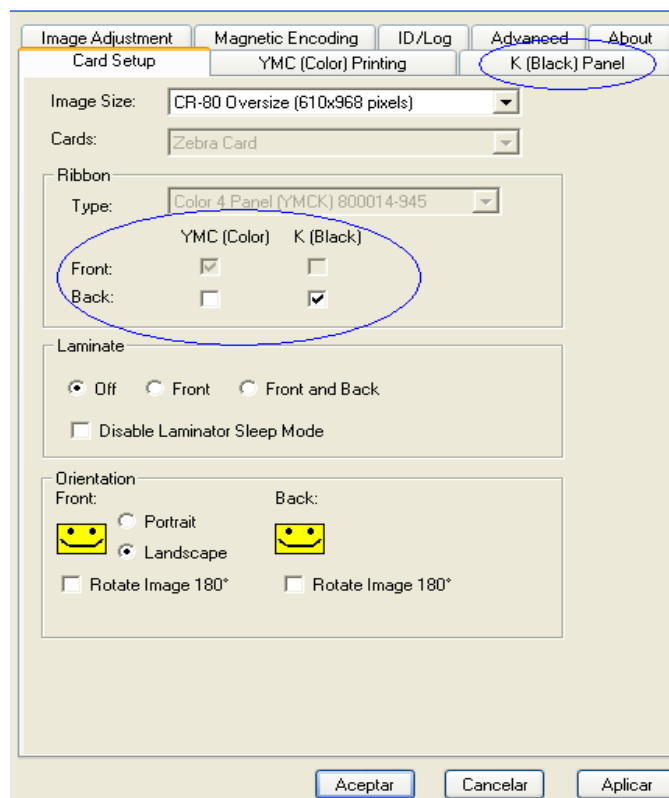 Image Adjustment Magnetic Encoding ID/Log Advanced About
Card Setup YMC (Color) Printing K (Black) Panel
Image Size: CR-80 Oversize (610x968 pixels)
Cards: Zebra Card
Ribbon
Type: Color 4 Panel (YMCK) 800014-945
YMC (Color) K (Black)
Front:
Back:
Laminate
Off Front Front and Back
Disable Laminator Sleep Mode
Orientation
Front: Back:
Portrait
Landscape
Rotate Image 180° Rotate Image 180°
Aceptar Cancelar Aplicar